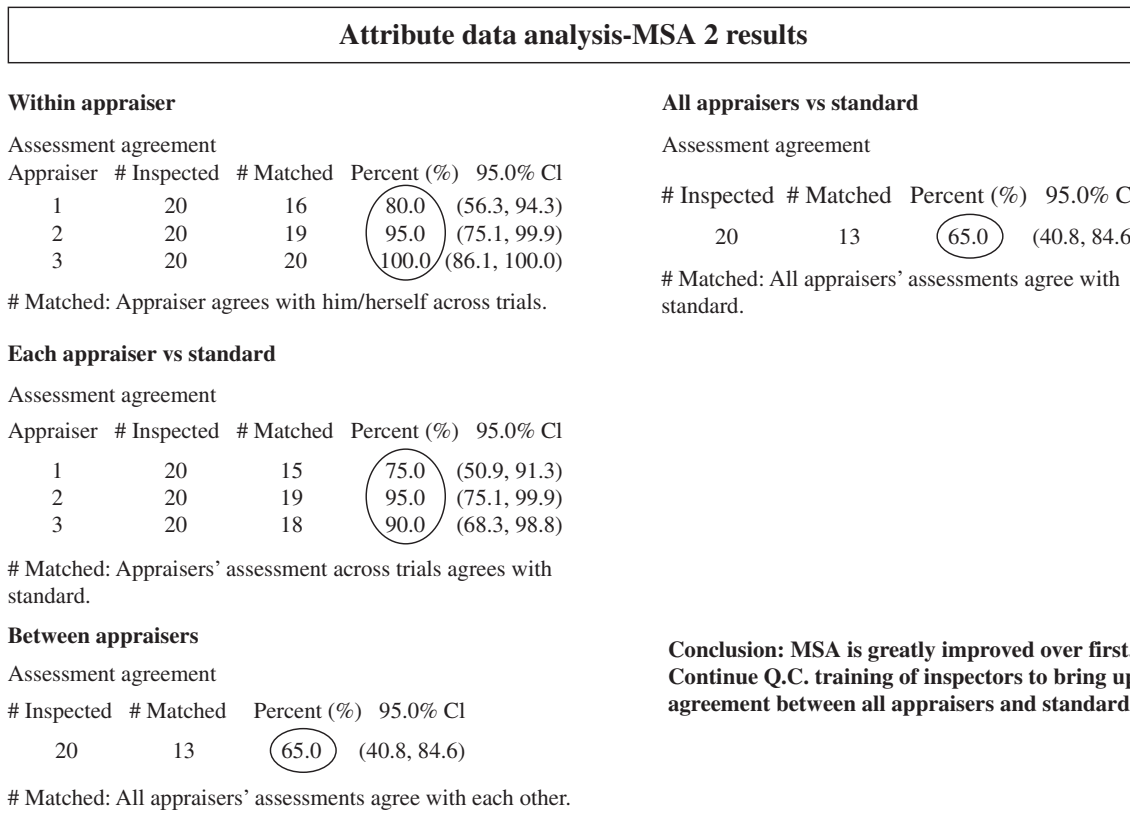 Attribute data analysis-MSA 2 results
Within appraiser
Assessment agreement
Appraiser # Inspected # Matched Percent (%) 95.0% Cl
1 20 16 80.0 (56.3, 94.3)
2 20 19 95.0 (75.1, 99.9)
3 20 20 100.0 (86.1, 100.0)
# Matched: Appraiser agrees with him/herself across trials.
Each appraiser vs standard
Assessment agreement
Appraiser # Inspected # Matched Percent (%) 95.0% Cl
1 20 15 75.0 (50.9, 91.3)
2 20 19 95.0 (75.1, 99.9)
3 20 18 90.0 (68.3, 98.8)
# Matched: Appraisers' assessment across trials agrees with
standard.
Between appraisers
Assessment agreement
# Inspected # Matched Percent (%) 95.0% Cl
20 13 65.0 (40.8, 84.6)
# Matched: All appraisers' assessments agree with each other.
All appraisers vs standard
Assessment agreement
# Inspected # Matched Percent (%) 95.0% C
20 13 65.0 (40.8, 84.6
# Matched: All appraisers' assessments agree with
standard.
Conclusion: MSA is greatly improved over first.
Continue Q.C. training of inspectors to bring up
agreement between all appraisers and standard